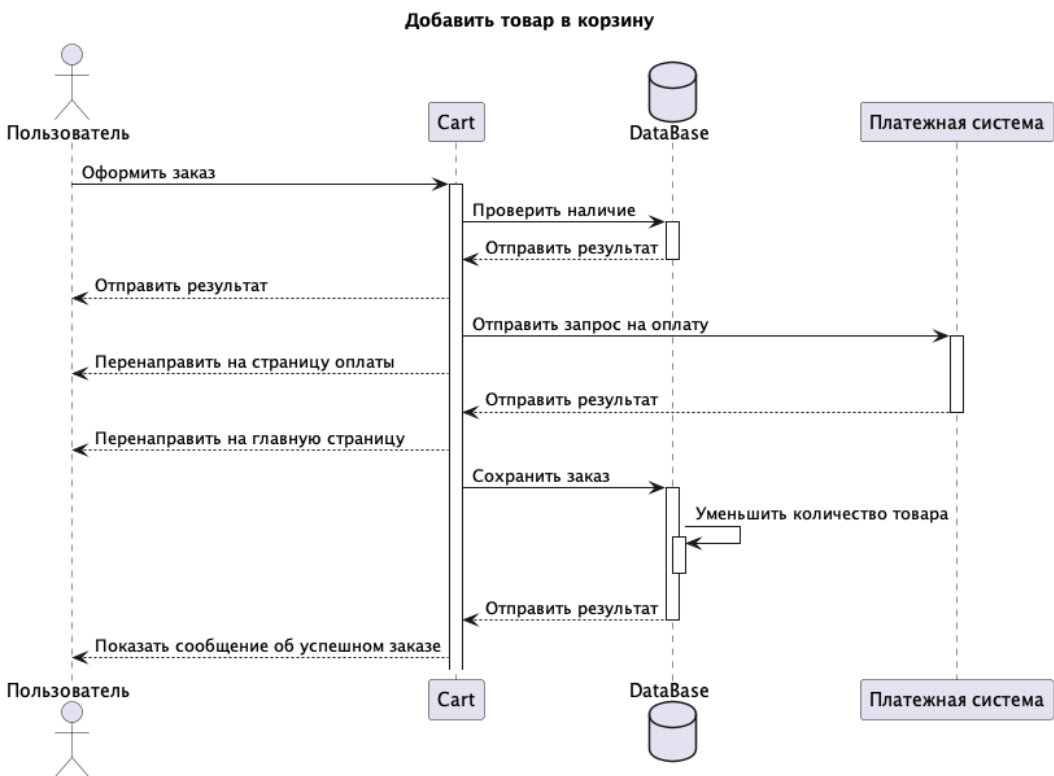 Добавить товар в корзину
Пользователь
Cart
DataBase
Платежная система
Оформить заказ
Проверить наличие
Отправить результат
Отправить результат
Отправить запрос на оплату
Перенаправить на страницу оплаты
Отправить результат
Перенаправить на главную страницу
Сохранить заказ
Уменьшить количество товара
Отправить результат
Показать сообщение об успешном заказе
Пользователь
Cart
DataBase
Платежная система